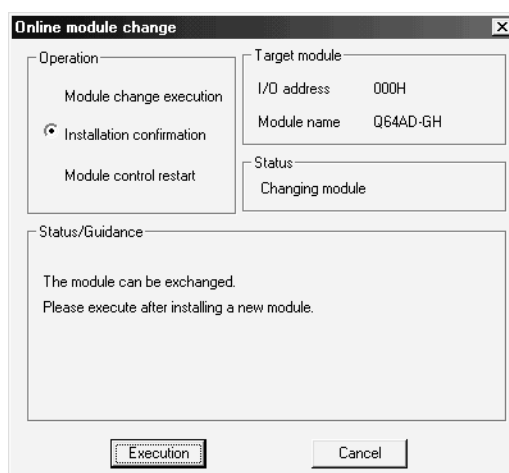 Online module change
Operation
Module change execution
Installation confirmation
Module control restart
Target module
I/O address 000H
Module name Q64AD-GH
Status
Changing module
Status/Guidance
The module can be exchanged.
Please execute after installing a new module.
Execution Cancel